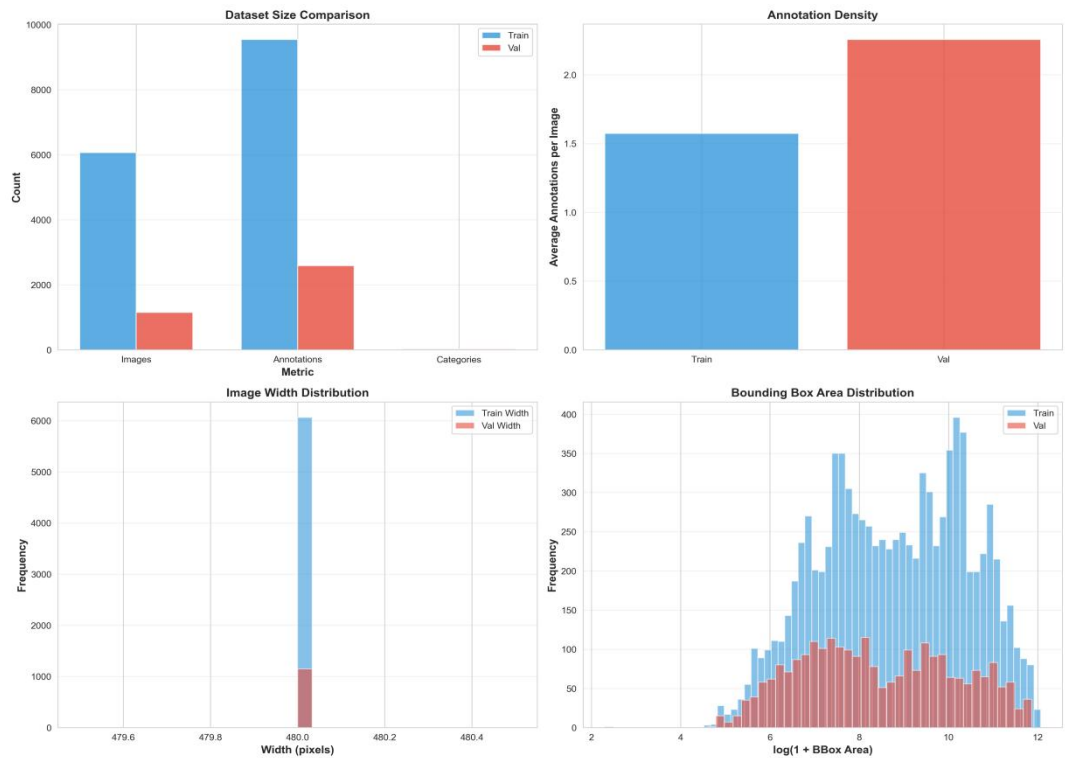 Dataset Size Comparison
10000
8000
6000
4000
2000
0
Count
Train
Val
Images
Annotations
Categories
Metric
Annotation Density
2.0
1.5
1.0
0.5
0.0
Average Annotations per Image
Train
Val
Image Width Distribution
6000
5000
4000
3000
2000
1000
0
Frequency
Train Width
Val Width
479.6
479.8
480.0
480.2
480.4
Width (pixels)
Bounding Box Area Distribution
400
350
300
250
200
150
100
50
0
Frequency
Train
Val
2
4
6
8
10
12
log(1 + BBox Area)